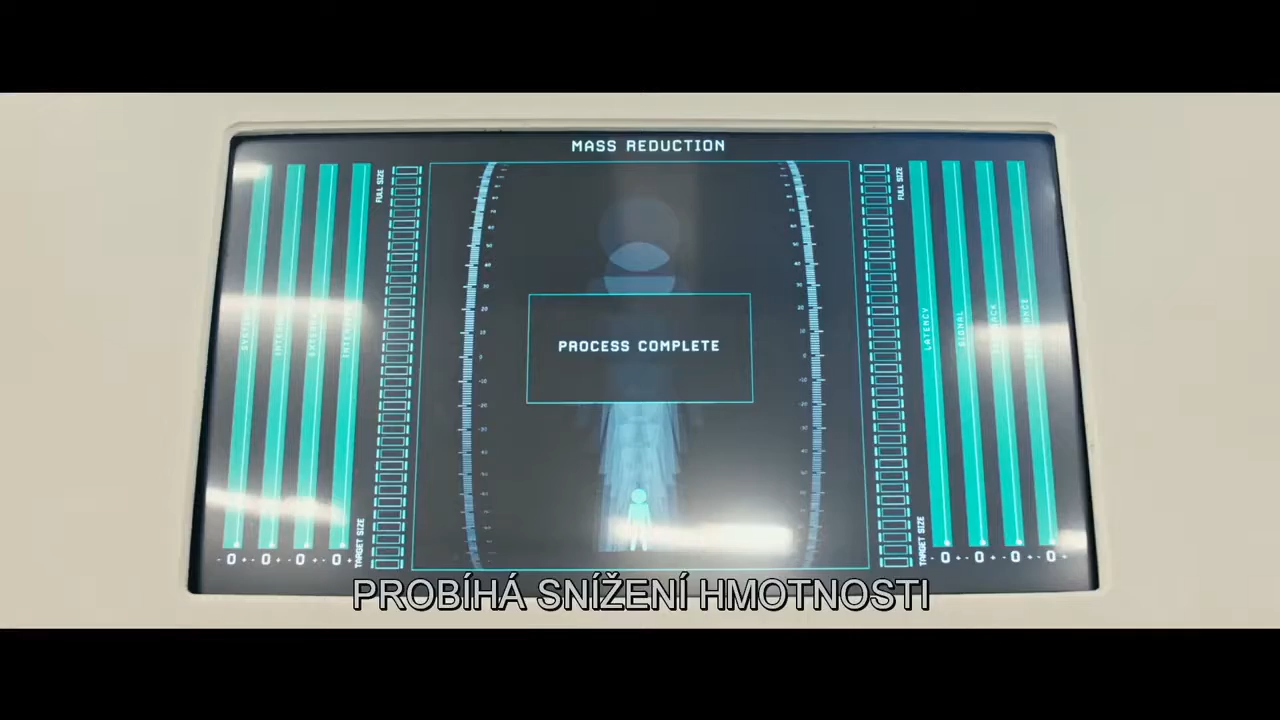 MASS REDUCTION
FULL SIZE
FULL SIZE
LATENCY
SIGNAL
PROCESS COMPLETE
TARGET SIZE
TARGET SIZE
- 0 + - 0 + - 0 + - 0 +
- 0 + - 0 + - 0 + - 0 +
PROBÍHÁ SNÍŽENÍ HMOTNOSTI